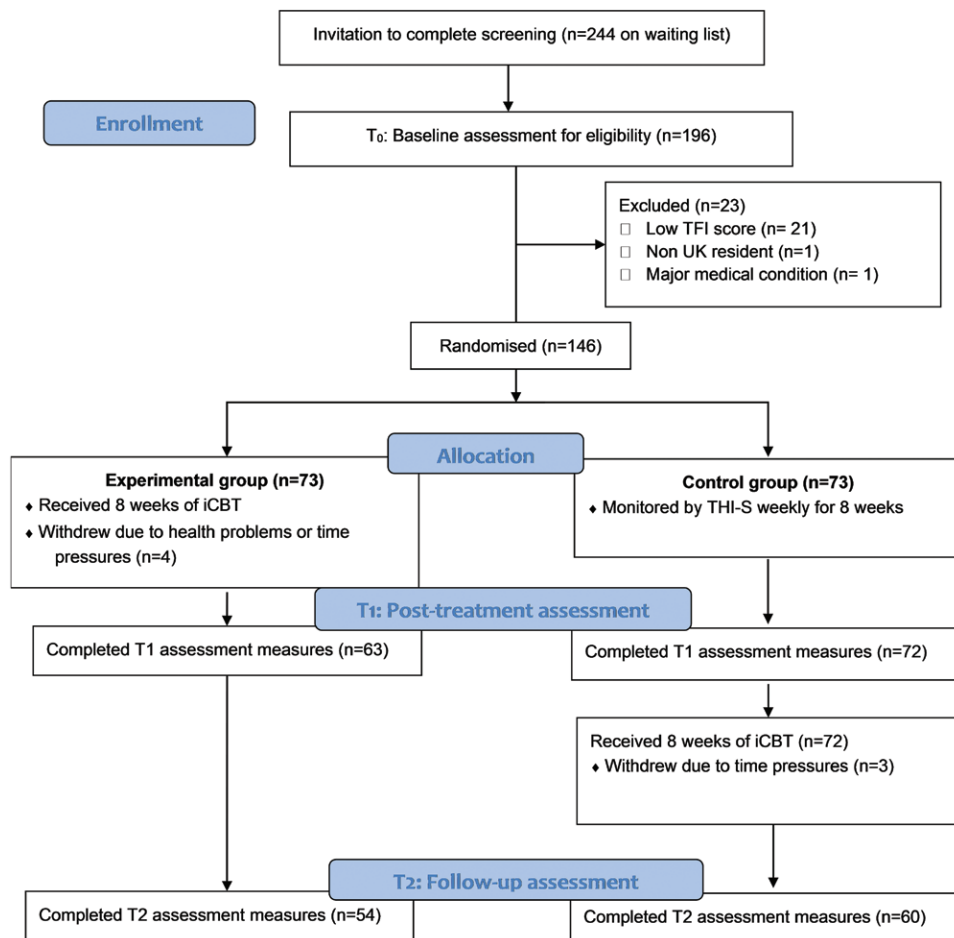 Invitation to complete screening (n=244 on waiting list)
Enrollment
T₀: Baseline assessment for eligibility (n=196)
Excluded (n=23)
Low TFI score (n= 21)
Non UK resident (n=1)
Major medical condition (n= 1)
Randomised (n=146)
Allocation
Experimental group (n=73)
♦ Received 8 weeks of iCBT
♦ Withdrew due to health problems or time
pressures (n=4)
Control group (n=73)
♦ Monitored by THI-S weekly for 8 weeks
T1: Post-treatment assessment
Completed T1 assessment measures (n=63)
Completed T1 assessment measures (n=72)
Received 8 weeks of iCBT (n=72)
♦ Withdrew due to time pressures (n=3)
T2: Follow-up assessment
Completed T2 assessment measures (n=54)
Completed T2 assessment measures (n=60)